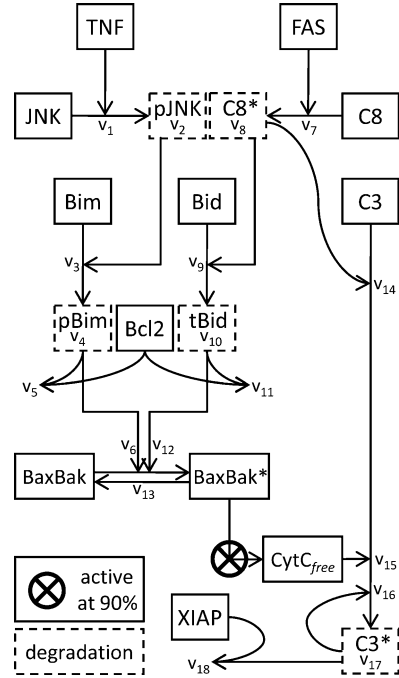 TNF FAS
JNK v1 pJNK C8* v7 C8
v2 v8
Bim Bid C3
v3 v9 v14
pBim Bcl2 tBid
v4 v10
v5 v11
v6 v12
BaxBak v13 BaxBak*
CytCfree v15
active
at 90%
v16
XIAP
degradation C3*
v18 v17